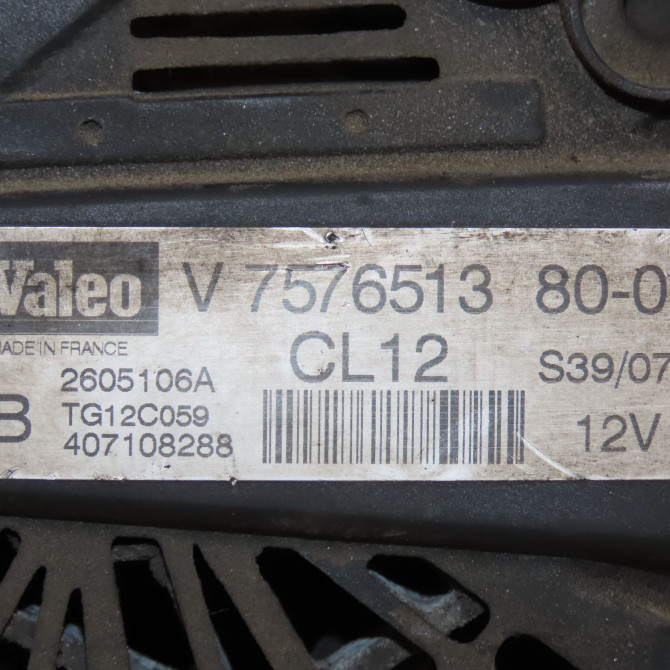 Valeo V 7576513 80-0
MADE IN FRANCE CL12 S39/07
2605106A
B TG12C059 12V
407108288